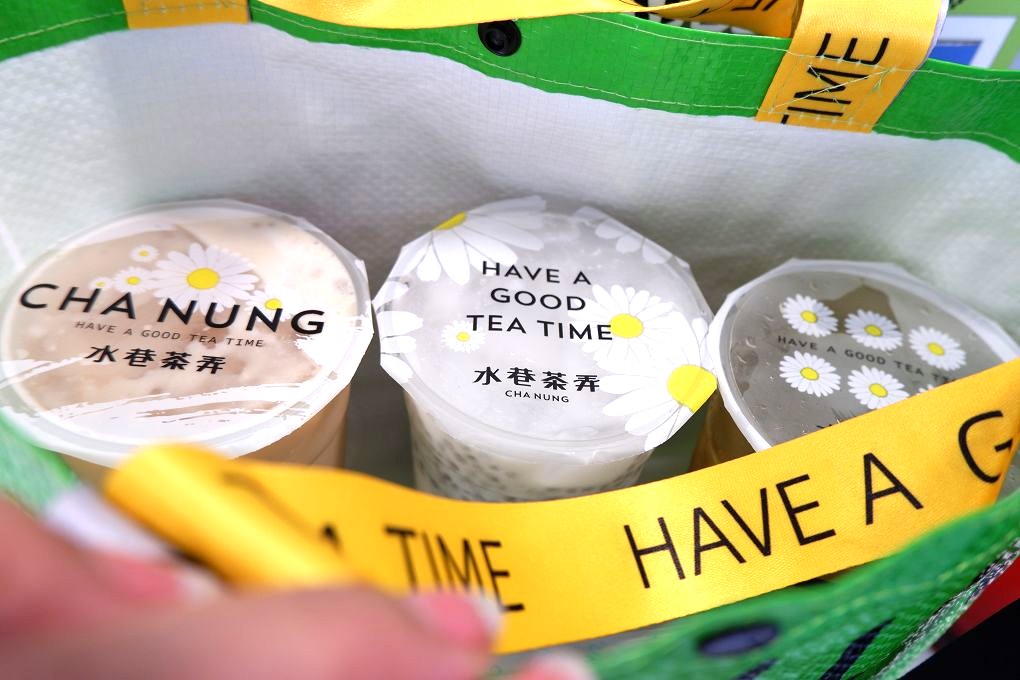 TIME
CHA NUNG
HAVE A GOOD TEA TIME
水巷茶弄
HAVE A
GOOD
TEA TIME
水巷茶弄
CHA NUNG
HAVE A GOOD TEA
TIME HAVE A G